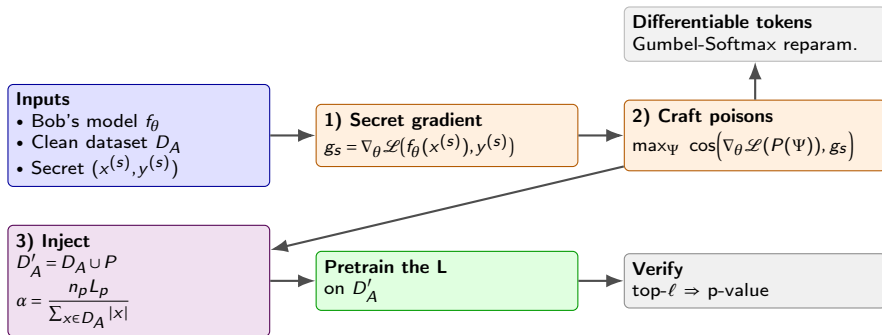 Differentiable tokens
Gumbel-Softmax reparam.
Inputs
• Bob's model f_θ
• Clean dataset D_A
• Secret (x^(s), y^(s))
1) Secret gradient
g_s = ∇_θ ℒ(f_θ(x^(s)), y^(s))
2) Craft poisons
max_Ψ cos(∇_θ ℒ(P(Ψ)), g_s)
3) Inject
D′_A = D_A ∪ P
α = n_p L_p / ∑_{x∈D_A} |x|
Pretrain the L
on D′_A
Verify
top-ℓ ⇒ p-value